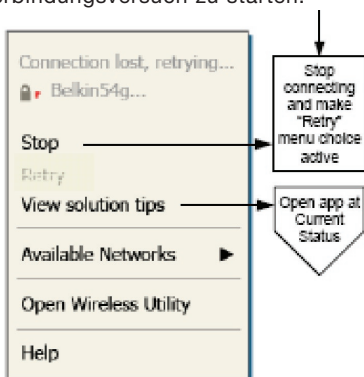 rbindungsversuch zu starten.
Connection lost, retrying...
Belkin54g...
Stop
Retry
View solution tips
Available Networks
Open Wireless Utility
Help
Stop
connecting
and make
"Retry"
menu choice
active
Open app at
Current
Status